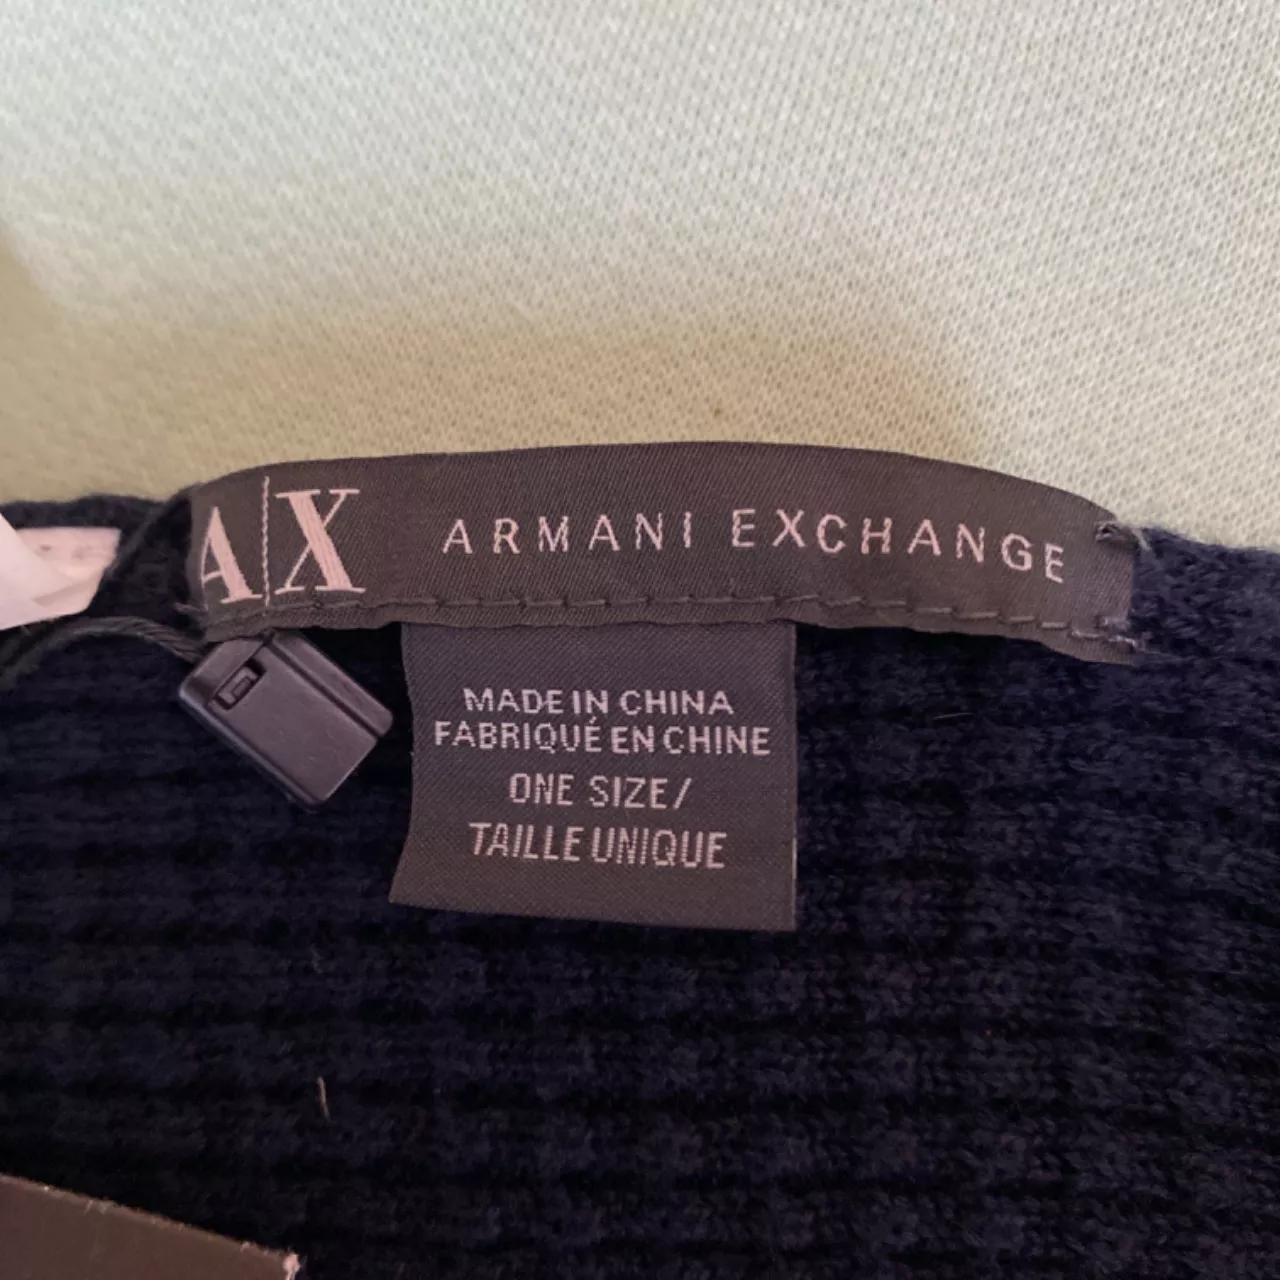 A|X ARMANI EXCHANGE
MADE IN CHINA
FABRIQUÉ EN CHINE
ONE SIZE/
TAILLE UNIQUE